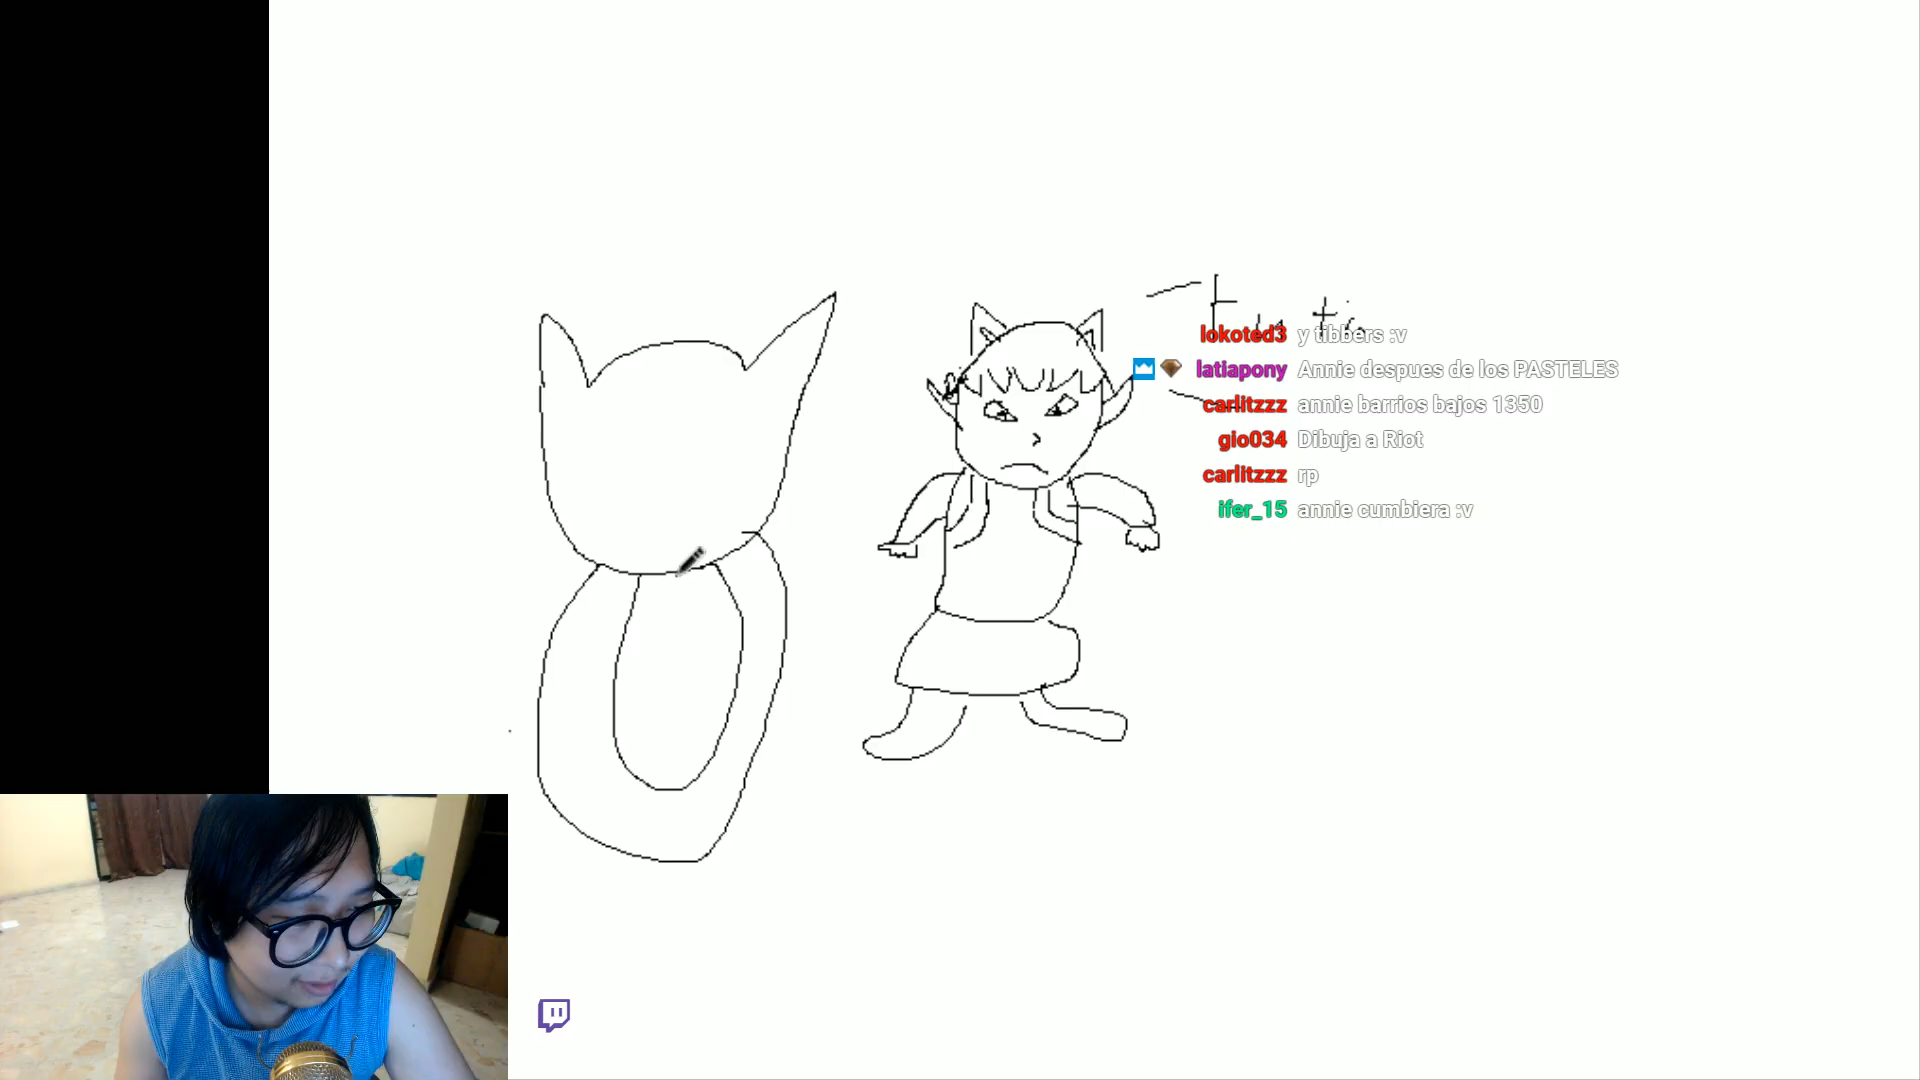 lokoted3 y tibbers :v
latiapony Annie despues de los PASTELES
carlitzzz annie barrios bajos 1350
gio034 Dibuja a Riot
carlitzzz rp
ifer_15 annie cumbiera :v